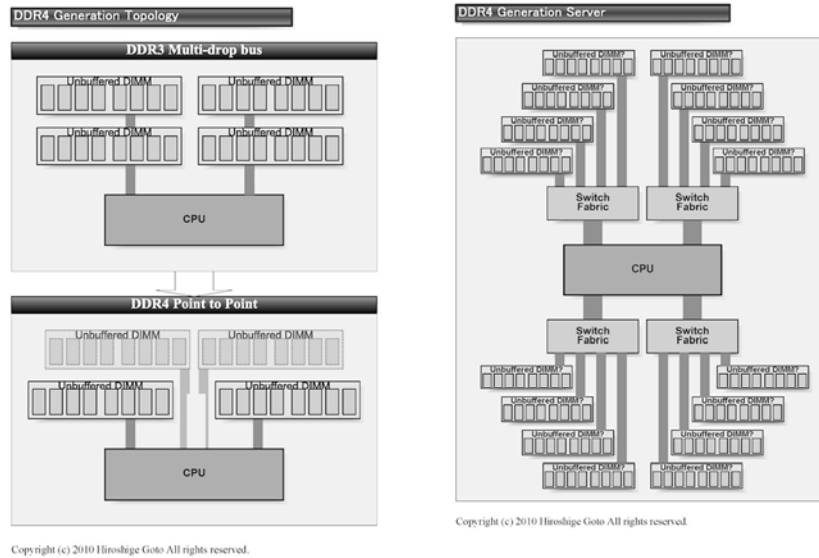 DDR4 Generation Topology
DDR3 Multi-drop bus
Unbuffered DIMM
Unbuffered DIMM
Unbuffered DIMM
Unbuffered DIMM
CPU
DDR4 Point to Point
Unbuffered DIMM
Unbuffered DIMM
Unbuffered DIMM
Unbuffered DIMM
CPU
Copyright (c) 2010 Hiroshige Goto All rights reserved.
DDR4 Generation Server
Unbuffered DIMM?
Unbuffered DIMM?
Unbuffered DIMM?
Unbuffered DIMM?
Unbuffered DIMM?
Unbuffered DIMM?
Unbuffered DIMM?
Unbuffered DIMM?
Switch
Fabric
Switch
Fabric
CPU
Switch
Fabric
Switch
Fabric
Unbuffered DIMM?
Unbuffered DIMM?
Unbuffered DIMM?
Unbuffered DIMM?
Unbuffered DIMM?
Unbuffered DIMM?
Unbuffered DIMM?
Unbuffered DIMM?
Copyright (c) 2010 Hiroshige Goto All rights reserved.